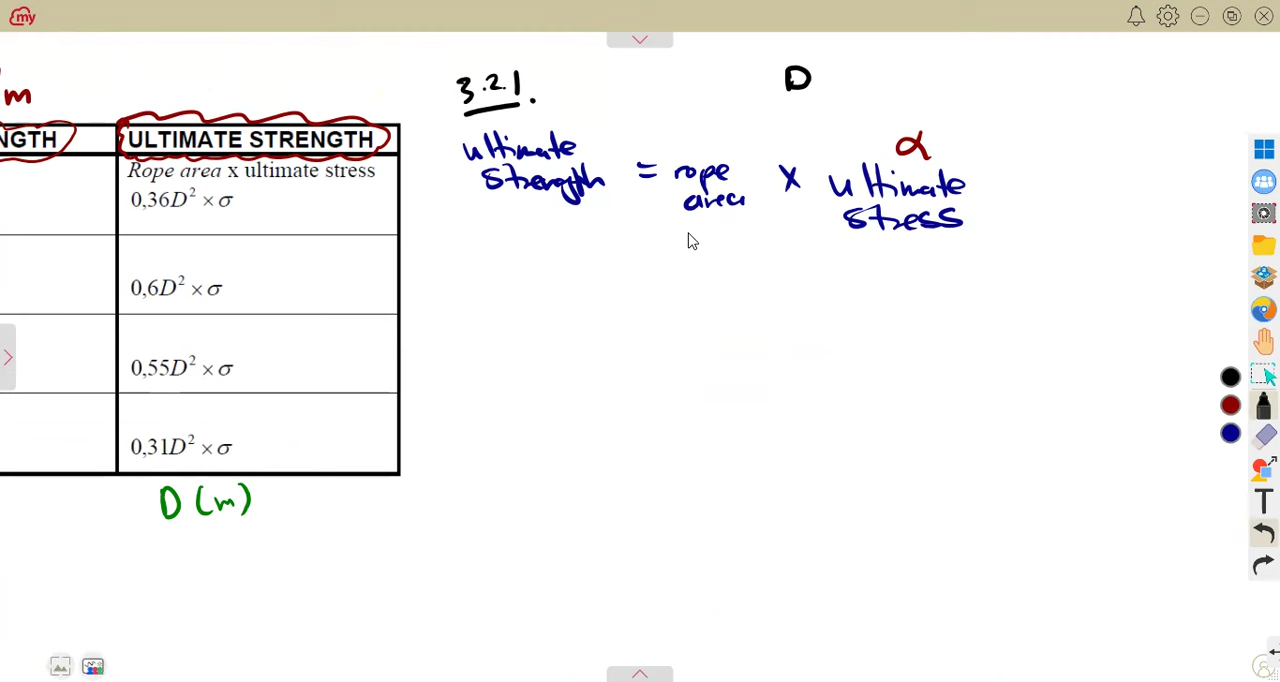 my
m
NGTH
ULTIMATE STRENGTH
Rope area x ultimate stress
0,36D² × σ
0,6D² × σ
0,55D² × σ
0,31D² × σ
D (m)
3.2.1.
D
α
ultimate strength = rope area x ultimate stress
T